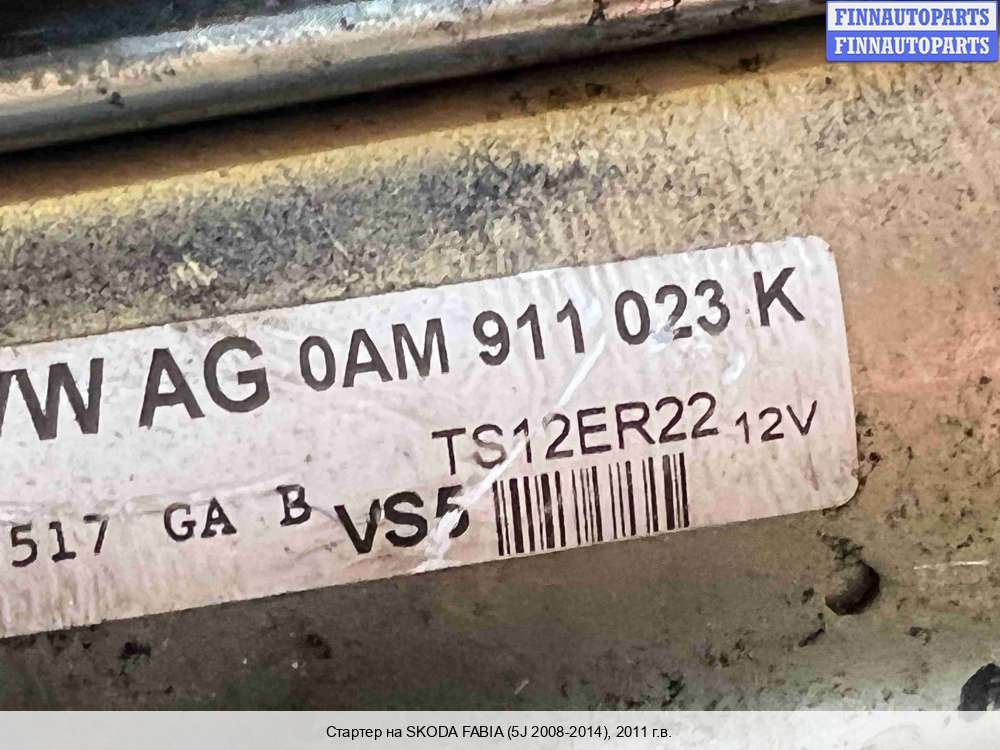 FINNAUTOPARTS
FINNAUTOPARTS
VW AG 0AM 911 023 K
TS12ER22 12V
517 GA B VS5
Стартер на SKODA FABIA (5J 2008-2014), 2011 г.в.